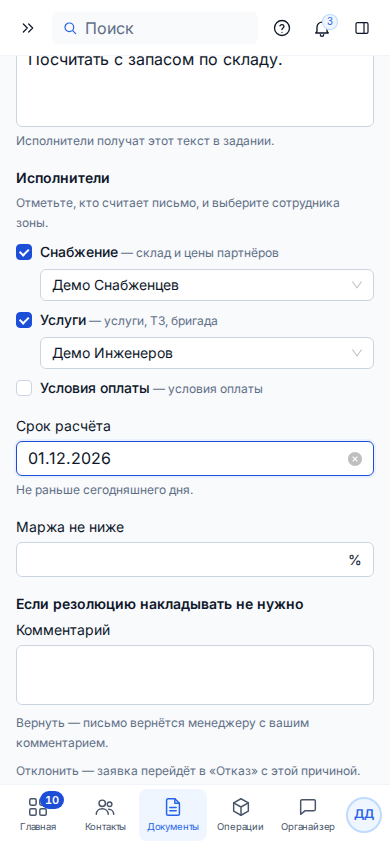 Поиск
3
Посчитать с запасом по складу.
Исполнители получат этот текст в задании.
Исполнители
Отметьте, кто считает письмо, и выберите сотрудника
зоны.
Снабжение — склад и цены партнёров
Демо Снабженцев
Услуги — услуги, ТЗ, бригада
Демо Инженеров
Условия оплаты — условия оплаты
Срок расчёта
01.12.2026
Не раньше сегодняшнего дня.
Маржа не ниже
%
Если резолюцию накладывать не нужно
Комментарий
Вернуть — письмо вернётся менеджеру с вашим
комментарием.
Отклонить — заявка перейдёт в «Отказ» с этой причиной.
10
Главная
Контакты
Документы
Операции
Органайзер
ДД